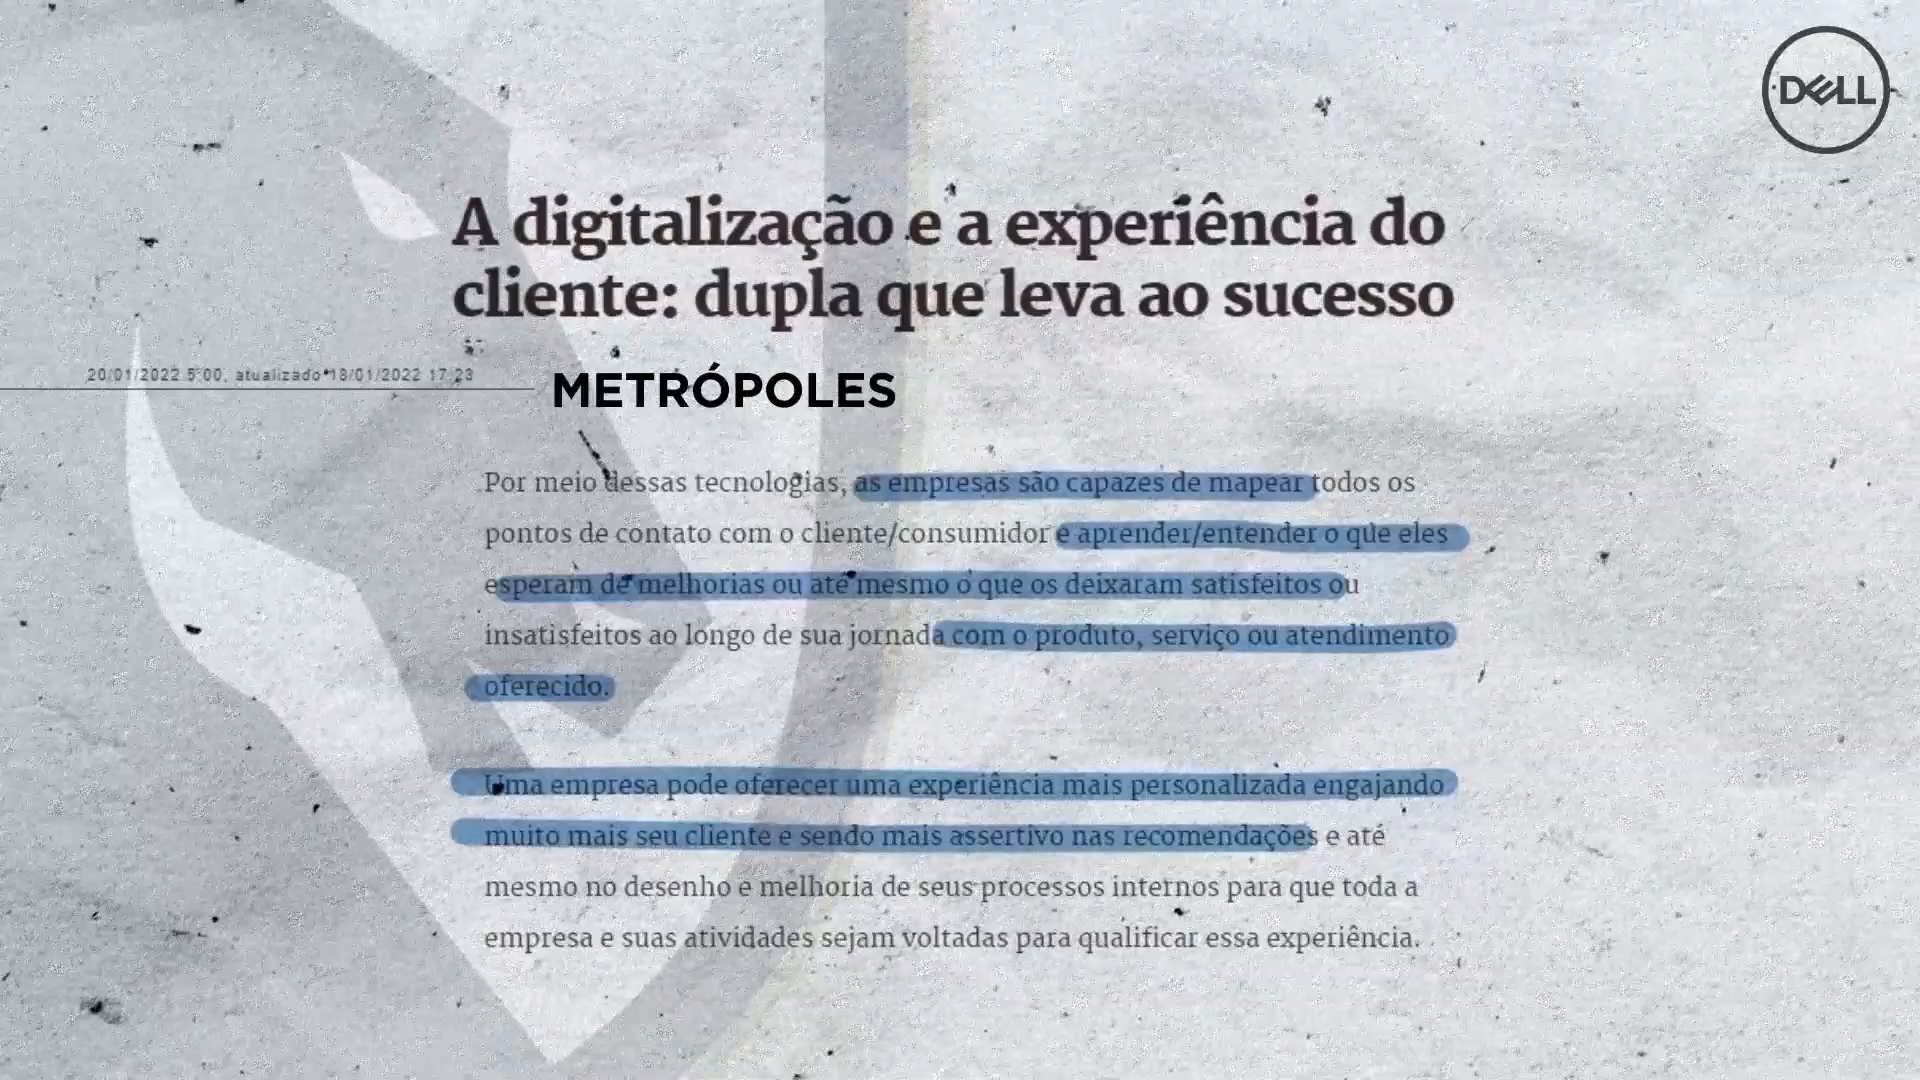 DELL
A digitalização e a experiência do
cliente: dupla que leva ao sucesso
20/01/2022 5:00, atualizado 18/01/2022 17:23
METRÓPOLES
Por meio dessas tecnologias, as empresas são capazes de mapear todos os
pontos de contato com o cliente/consumidor e aprender/entender o que eles
esperam de melhorias ou até mesmo o que os deixaram satisfeitos ou
insatisfeitos ao longo de sua jornada com o produto, serviço ou atendimento
oferecido.
Uma empresa pode oferecer uma experiência mais personalizada engajando
muito mais seu cliente e sendo mais assertivo nas recomendações e até
mesmo no desenho e melhoria de seus processos internos para que toda a
empresa e suas atividades sejam voltadas para qualificar essa experiência.